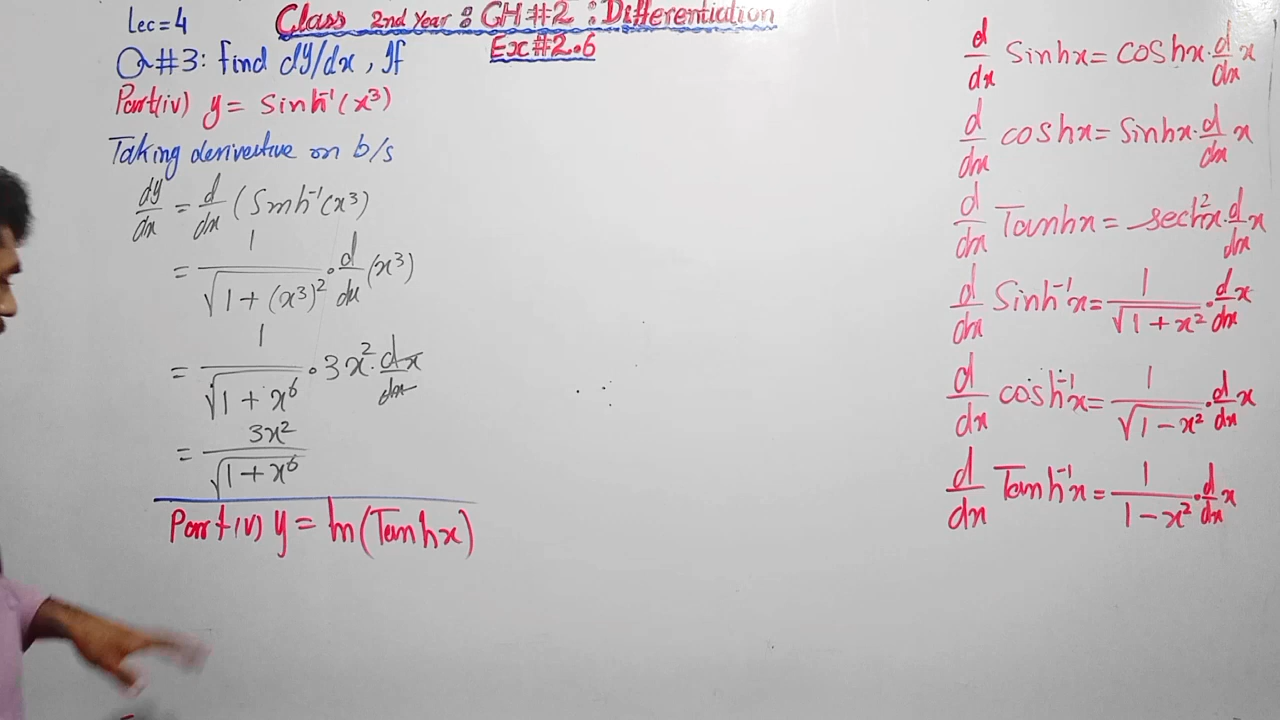 Lec=4
Class 2nd Year : CH#2 : Differentiation
Ex#2.6
Q#3: Find dy/dx, If
Part(iv) y = Sinh⁻¹(x³)
Taking derivative on b/s
dy/dx = d/dx (Sinh⁻¹(x³)
= 1/√(1+(x³)²) · d/dx (x³)
= 1/√(1+x⁶) · 3x² · dx/dx
= 3x²/√(1+x⁶)
Part(v) y = ln(Tanhx)
d/dx Sinhx = coshx · d/dx x
d/dx coshx = Sinhx · d/dx x
d/dx Tanhx = sech²x · d/dx x
d/dx Sinh⁻¹x = 1/√(1+x²) · d/dx x
d/dx cosh⁻¹x = 1/√(1-x²) · d/dx x
d/dx Tanh⁻¹x = 1/(1-x²) · d/dx x